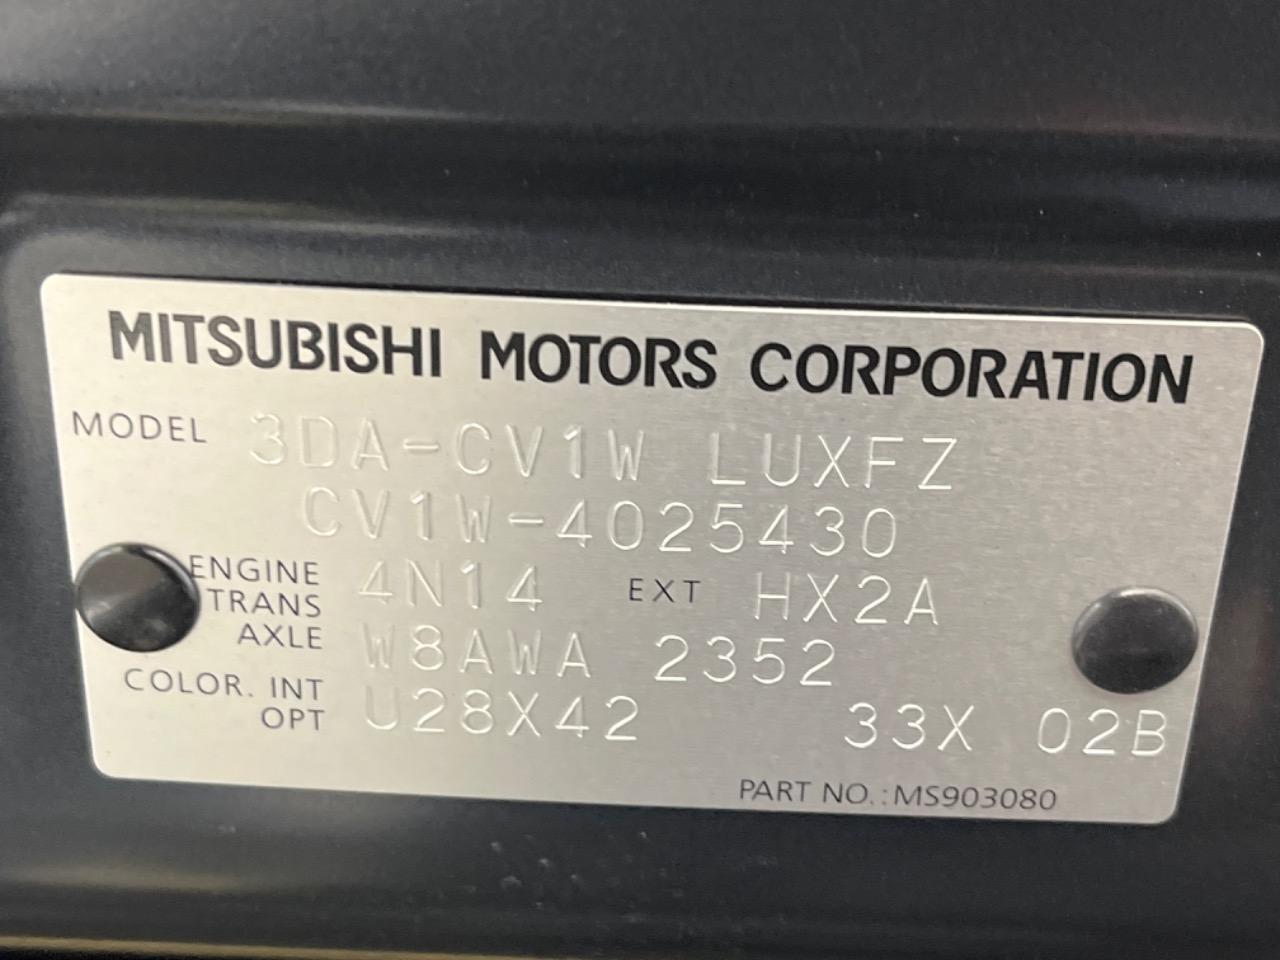 MITSUBISHI MOTORS CORPORATION
MODEL 3DA-CV1W LUXFZ
CV1W-4025430
ENGINE 4N14 EXT HX2A
TRANS
AXLE W8AWA 2352
COLOR. INT
OPT U28X42 33X 02B
PART NO.:MS903080